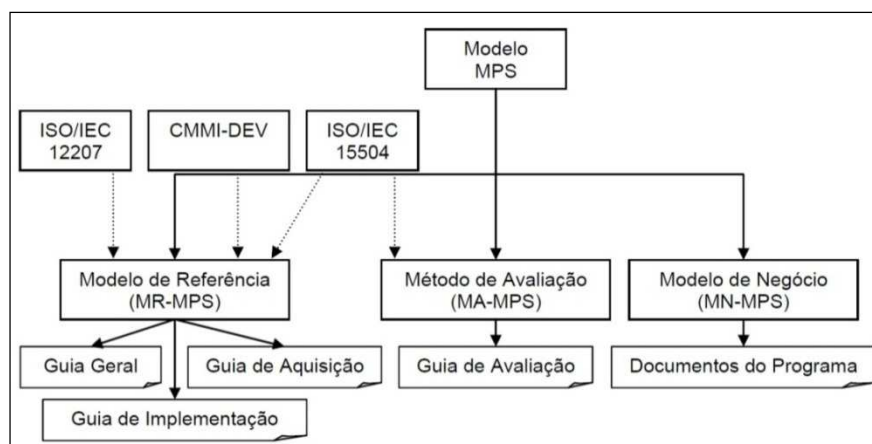 Modelo
MPS
ISO/IEC
12207
CMMI-DEV
ISO/IEC
15504
Modelo de Referência
(MR-MPS)
Método de Avaliação
(MA-MPS)
Modelo de Negócio
(MN-MPS)
Guia Geral
Guia de Aquisição
Guia de Avaliação
Documentos do Programa
Guia de Implementação